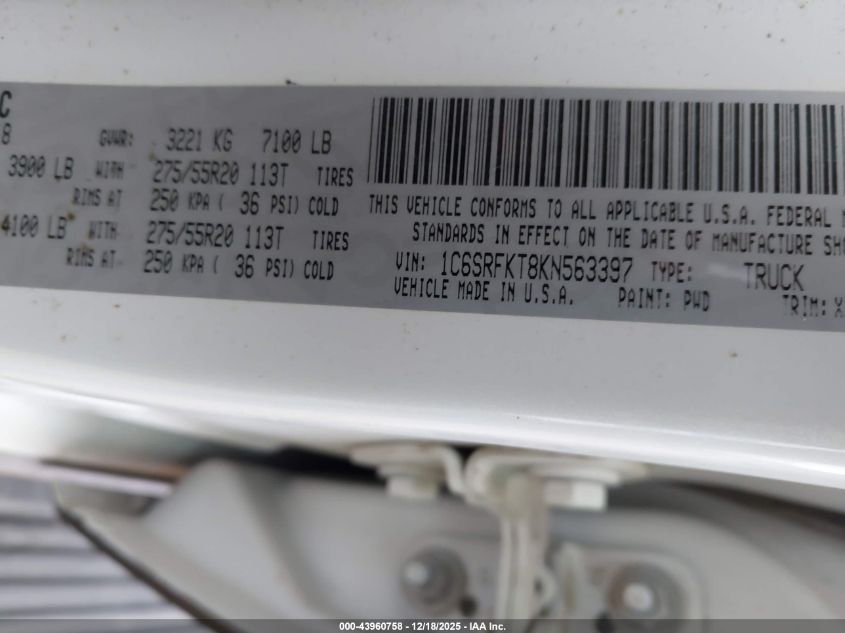 C
8
GVWR: 3221 KG 7100 LB
3900 LB WITH 275/55R20 113T TIRES
RIMS AT 250 KPA ( 36 PSI) COLD
4100 LB WITH 275/55R20 113T TIRES
RIMS AT 250 KPA ( 36 PSI) COLD
THIS VEHICLE CONFORMS TO ALL APPLICABLE U.S.A. FEDERAL M
STANDARDS IN EFFECT ON THE DATE OF MANUFACTURE SHO
VIN: 1C6SRFKT8KN563397 TYPE: TRUCK
VEHICLE MADE IN U.S.A. PAINT: PWD TRIM: X
000-43960758 - 12/18/2025 - IAA Inc.